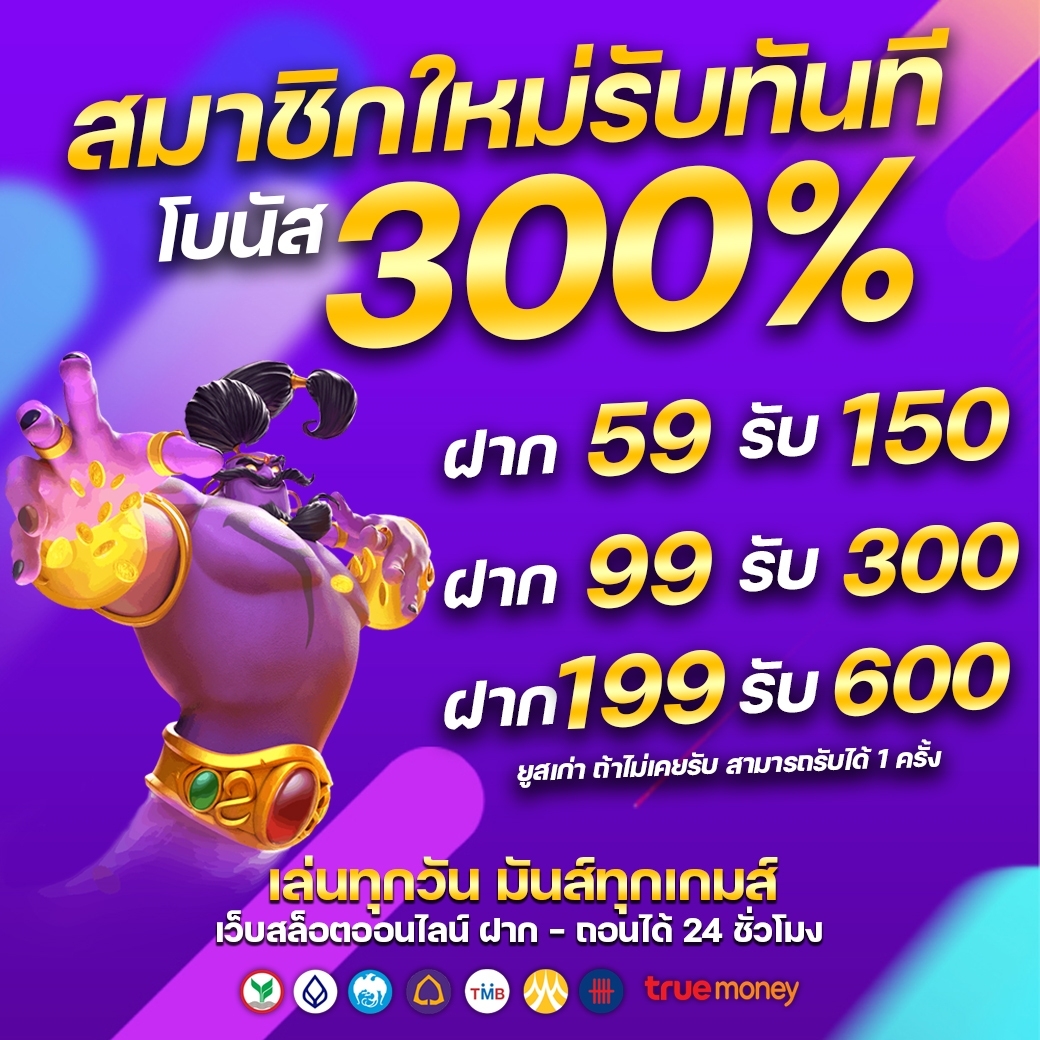 สมาชิกใหม่รับทันที
โบนัส 300%
ฝาก 59 รับ 150
ฝาก 99 รับ 300
ฝาก 199 รับ 600
ยูสเก่า ถ้าไม่เคยรับ สามารถรับได้ 1 ครั้ง
เล่นทุกวัน มันส์ทุกเกมส์
เว็บสล็อตออนไลน์ ฝาก - ถอนได้ 24 ชั่วโมง
TMB true money